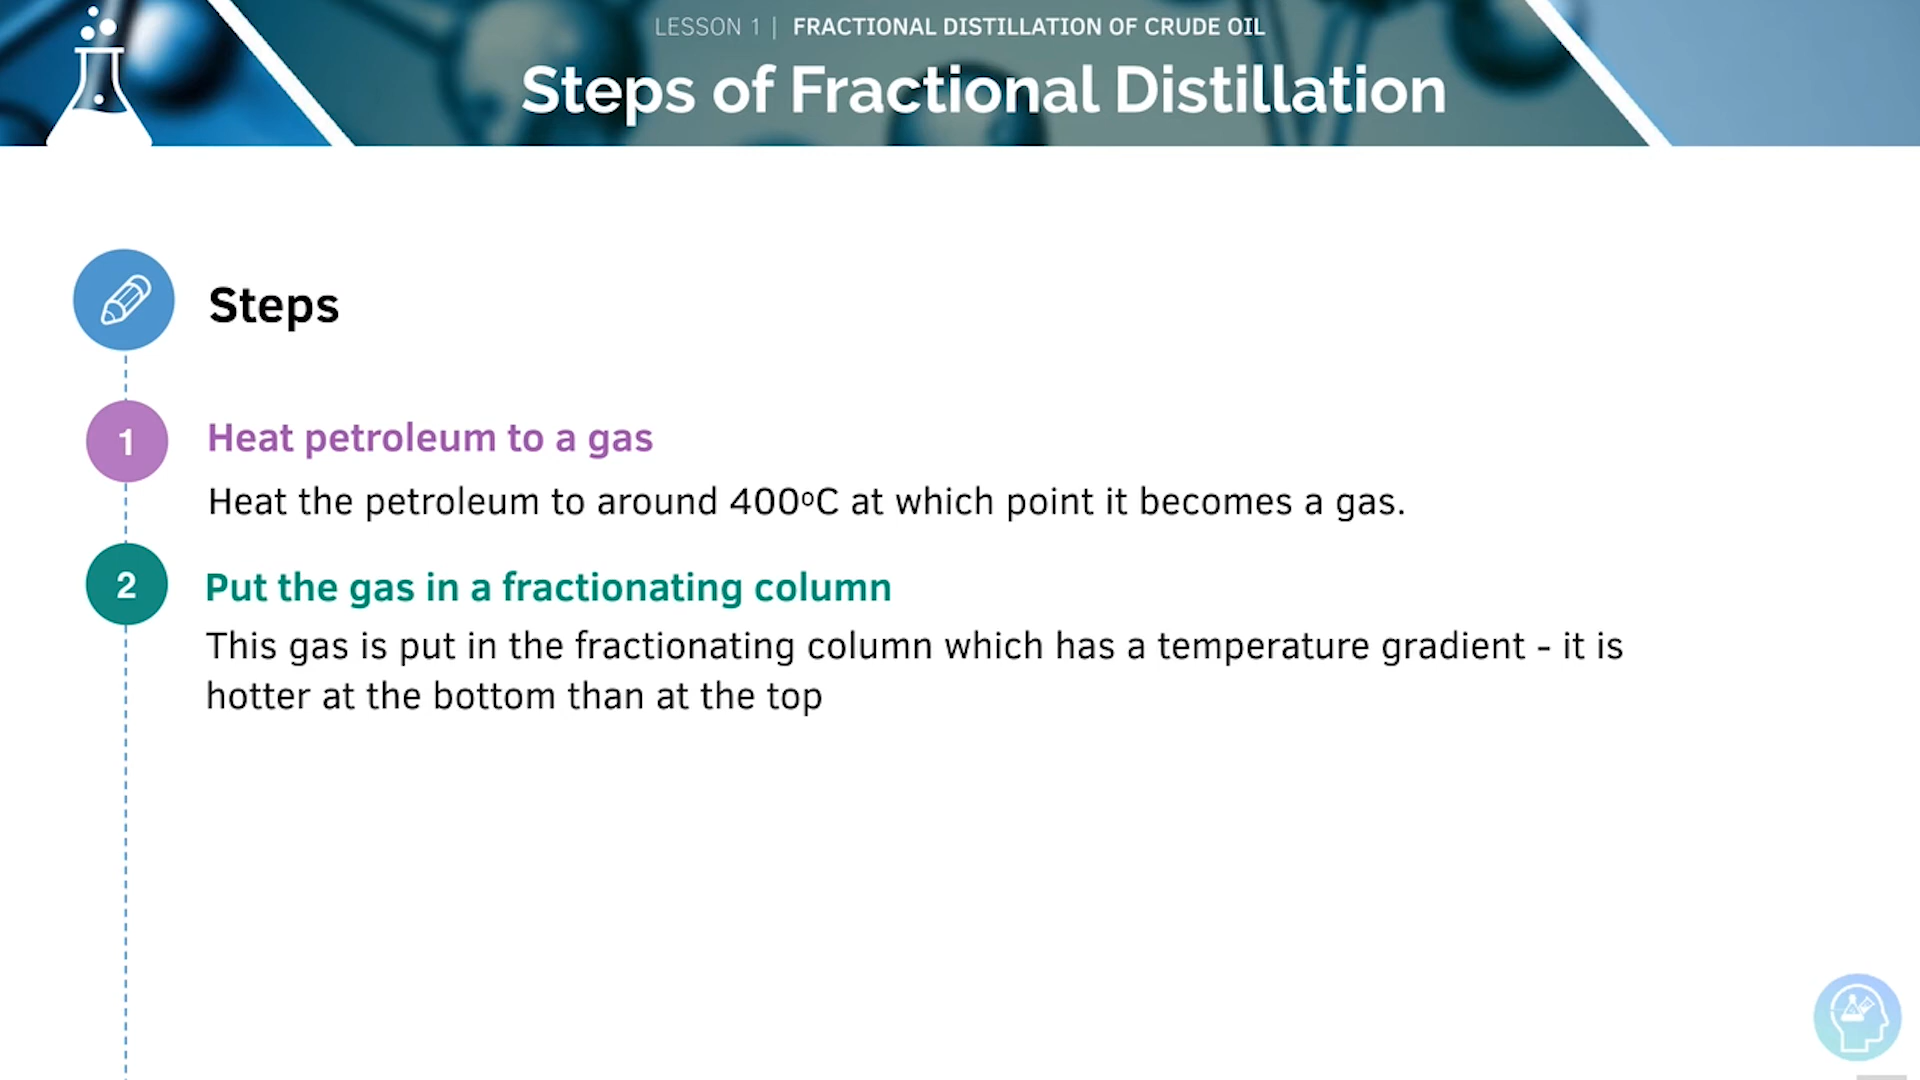 LESSON 1 | FRACTIONAL DISTILLATION OF CRUDE OIL
Steps of Fractional Distillation
Steps
1 Heat petroleum to a gas
Heat the petroleum to around 400ºC at which point it becomes a gas.
2 Put the gas in a fractionating column
This gas is put in the fractionating column which has a temperature gradient - it is
hotter at the bottom than at the top